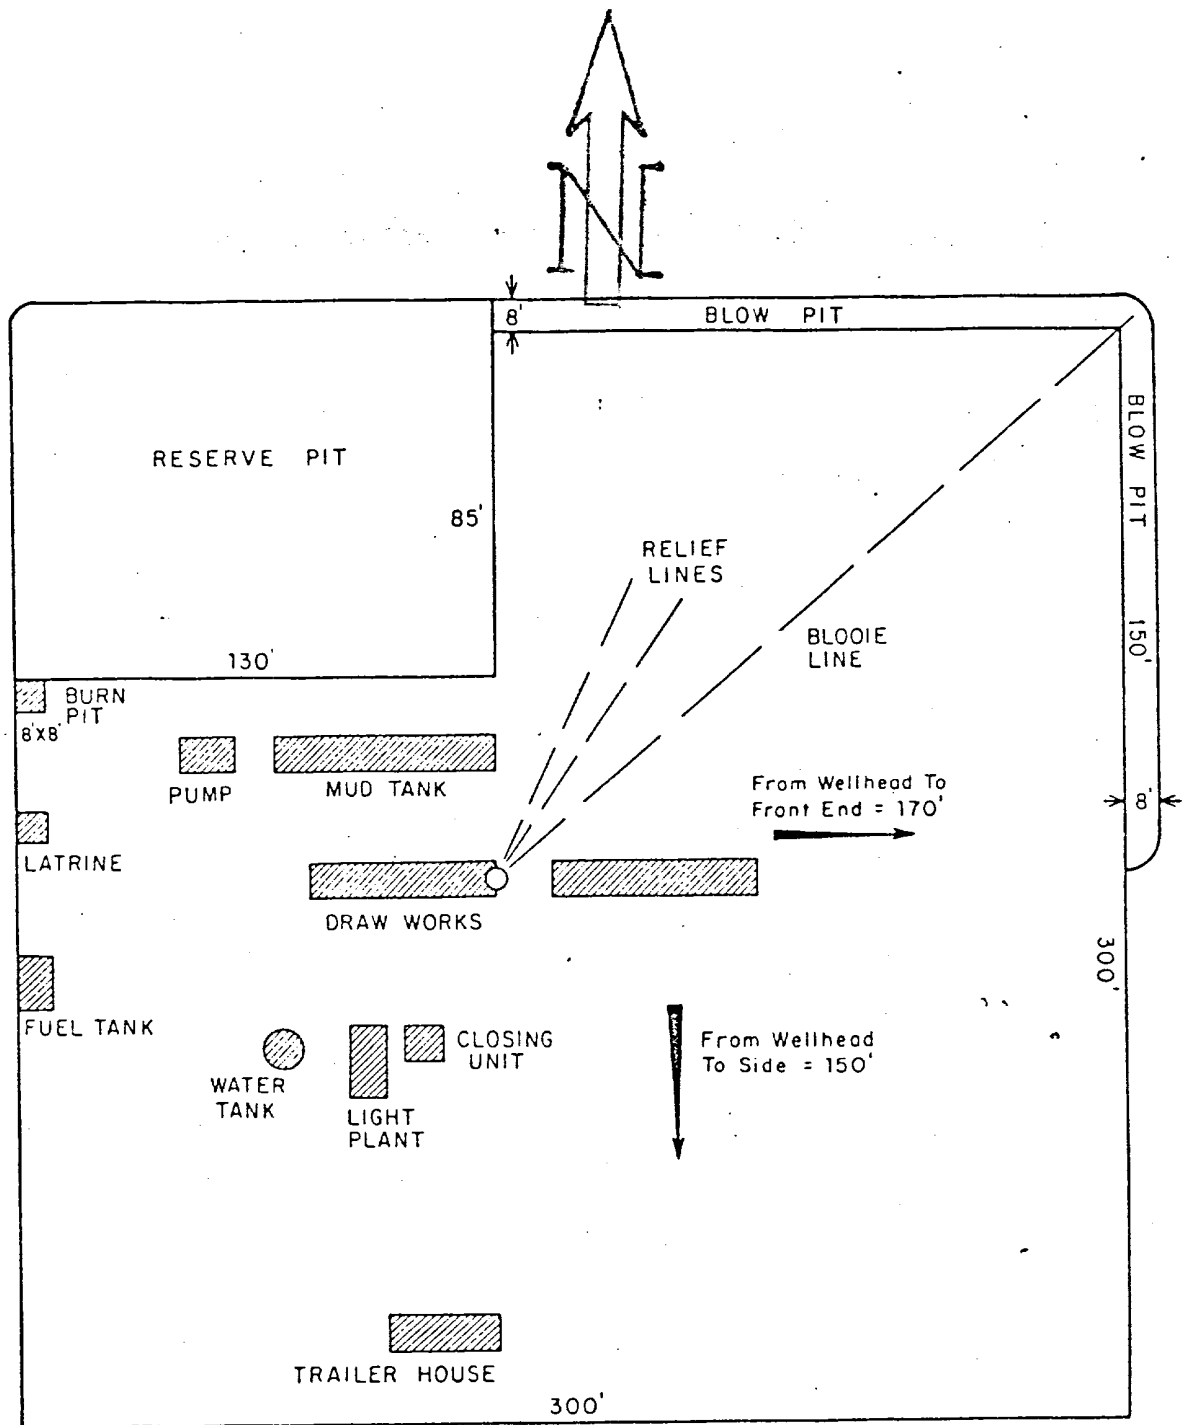 N
8'
BLOW PIT
BLOW PIT
RESERVE PIT
85'
RELIEF
LINES
BLOOIE
LINE
150'
130'
BURN
PIT
8'X8'
PUMP
MUD TANK
From Wellhead To
Front End = 170'
8'
LATRINE
DRAW WORKS
300'
FUEL TANK
CLOSING
UNIT
From Wellhead
To Side = 150'
WATER
TANK
LIGHT
PLANT
TRAILER HOUSE
300'